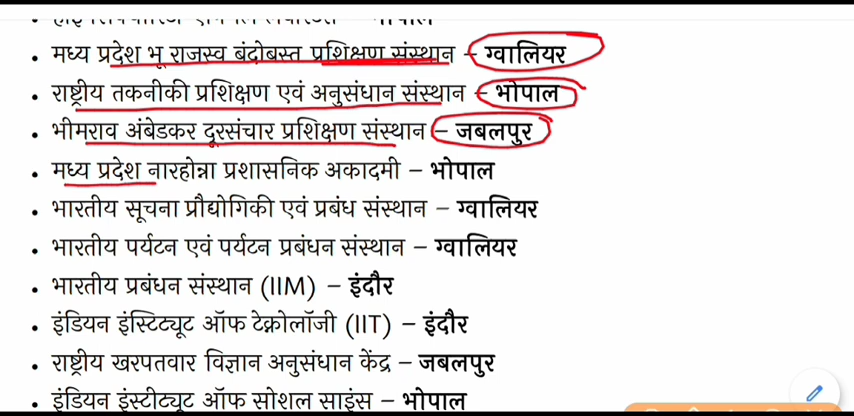 भोपाल
• मध्य प्रदेश भू राजस्व बंदोबस्त प्रशिक्षण संस्थान – ग्वालियर
• राष्ट्रीय तकनीकी प्रशिक्षण एवं अनुसंधान संस्थान – भोपाल
• भीमराव अंबेडकर दूरसंचार प्रशिक्षण संस्थान – जबलपुर
• मध्य प्रदेश नारहोन्ना प्रशासनिक अकादमी – भोपाल
• भारतीय सूचना प्रौद्योगिकी एवं प्रबंध संस्थान – ग्वालियर
• भारतीय पर्यटन एवं पर्यटन प्रबंधन संस्थान – ग्वालियर
• भारतीय प्रबंधन संस्थान (IIM) – इंदौर
• इंडियन इंस्टिट्यूट ऑफ टेक्नोलॉजी (IIT) – इंदौर
• राष्ट्रीय खरपतवार विज्ञान अनुसंधान केंद्र – जबलपुर
• इंडियन इंस्टीट्यूट ऑफ सोशल साइंस – भोपाल